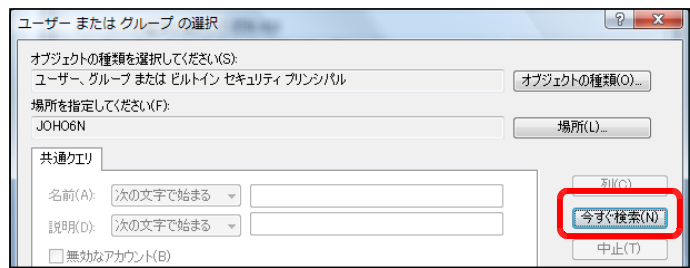 ユーザー または グループ の選択
オブジェクトの種類を選択してください(S):
ユーザー、グループ または ビルトイン セキュリティ プリンシパル
オブジェクトの種類(O)...
場所を指定してください(F):
JOHO6N
場所(L)...
共通クエリ
列(C)...
名前(A):
次の文字で始まる
今すぐ検索(N)
説明(D):
次の文字で始まる
中止(T)
無効なアカウント(B)